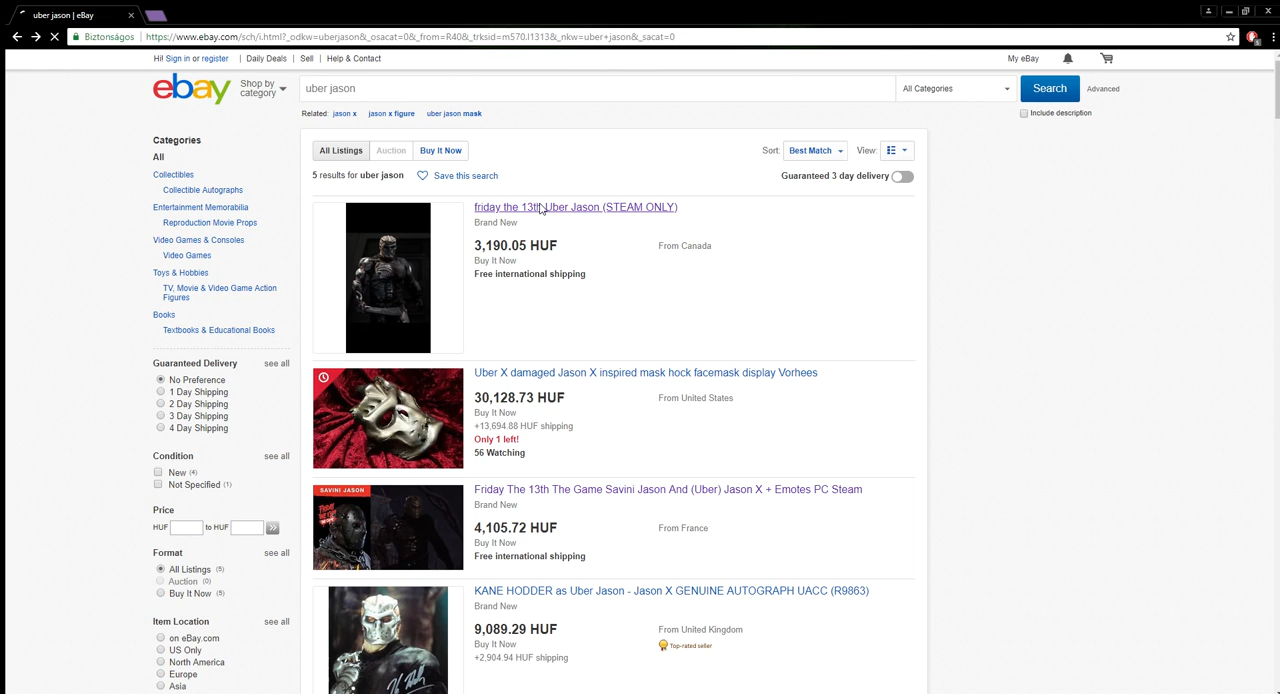 uber jason | eBay
Biztonságos | https://www.ebay.com/sch/i.html?_odkw=uberjason&_osacat=0&_from=R40&_trksid=m570.l1313&_nkw=uber+jason&_sacat=0
Hi! Sign in or register | Daily Deals | Sell | Help & Contact
My eBay
ebay
Shop by category
uber jason
All Categories
Search
Advanced
Related: jason x jason x figure uber jason mask
Include description
Categories
All
Collectibles
Collectible Autographs
Entertainment Memorabilia
Reproduction Movie Props
Video Games & Consoles
Video Games
Toys & Hobbies
TV, Movie & Video Game Action
Figures
Books
Textbooks & Educational Books
Guaranteed Delivery see all
No Preference
1 Day Shipping
2 Day Shipping
3 Day Shipping
4 Day Shipping
Condition see all
New (4)
Not Specified (1)
Price
HUF to HUF
Format see all
All Listings (5)
Auction (0)
Buy It Now (5)
Item Location see all
on eBay.com
US Only
North America
Europe
Asia
All Listings Auction Buy It Now
Sort: Best Match View:
5 results for uber jason Save this search
Guaranteed 3 day delivery
friday the 13th Uber Jason (STEAM ONLY)
Brand New
3,190.05 HUF From Canada
Buy It Now
Free international shipping
Uber X damaged Jason X inspired mask hock facemask display Vorhees
30,128.73 HUF From United States
Buy It Now
+13,694.88 HUF shipping
Only 1 left!
56 Watching
SAVINI JASON
Friday The 13th The Game Savini Jason And (Uber) Jason X + Emotes PC Steam
Brand New
4,105.72 HUF From France
Buy It Now
Free international shipping
KANE HODDER as Uber Jason - Jason X GENUINE AUTOGRAPH UACC (R9863)
Brand New
9,089.29 HUF From United Kingdom
Buy It Now Top-rated seller
+2,904.94 HUF shipping